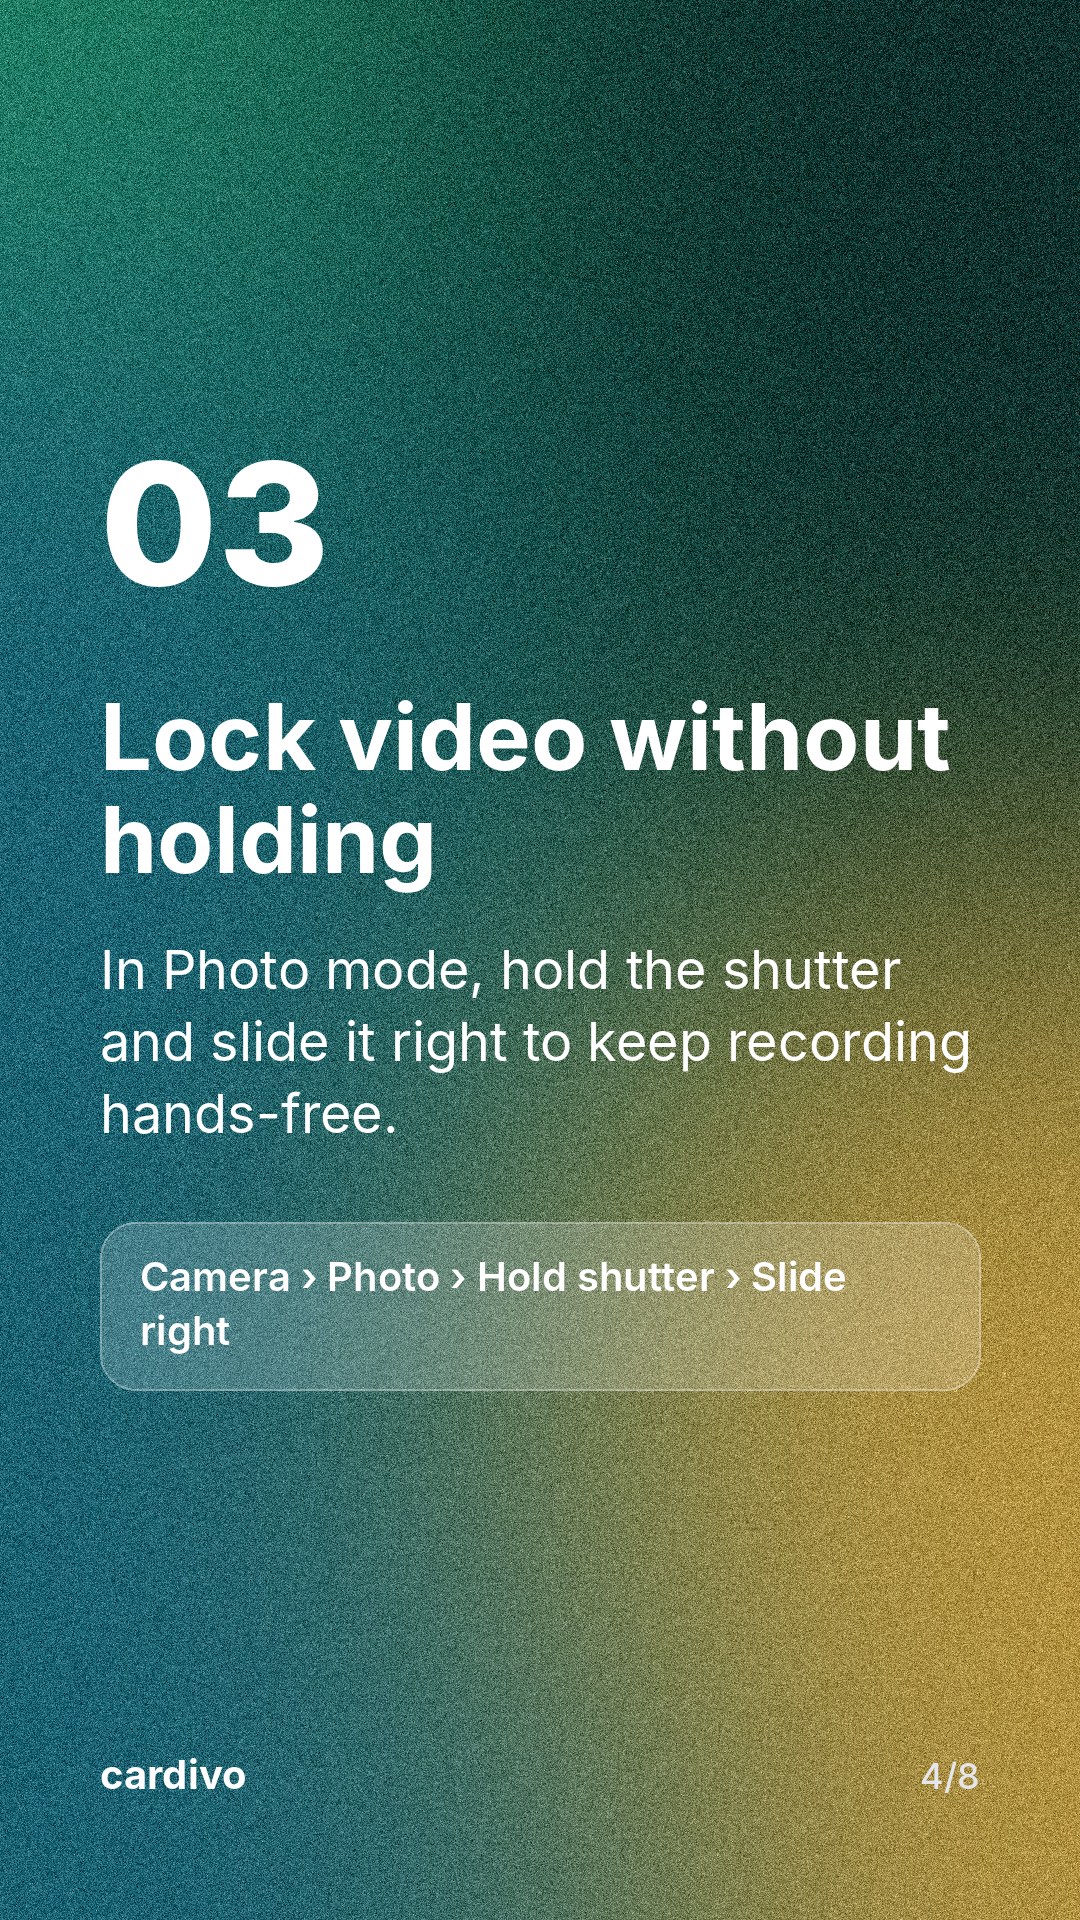 03
Lock video without
holding
In Photo mode, hold the shutter
and slide it right to keep recording
hands-free.
Camera › Photo › Hold shutter › Slide
right
cardivo
4/8